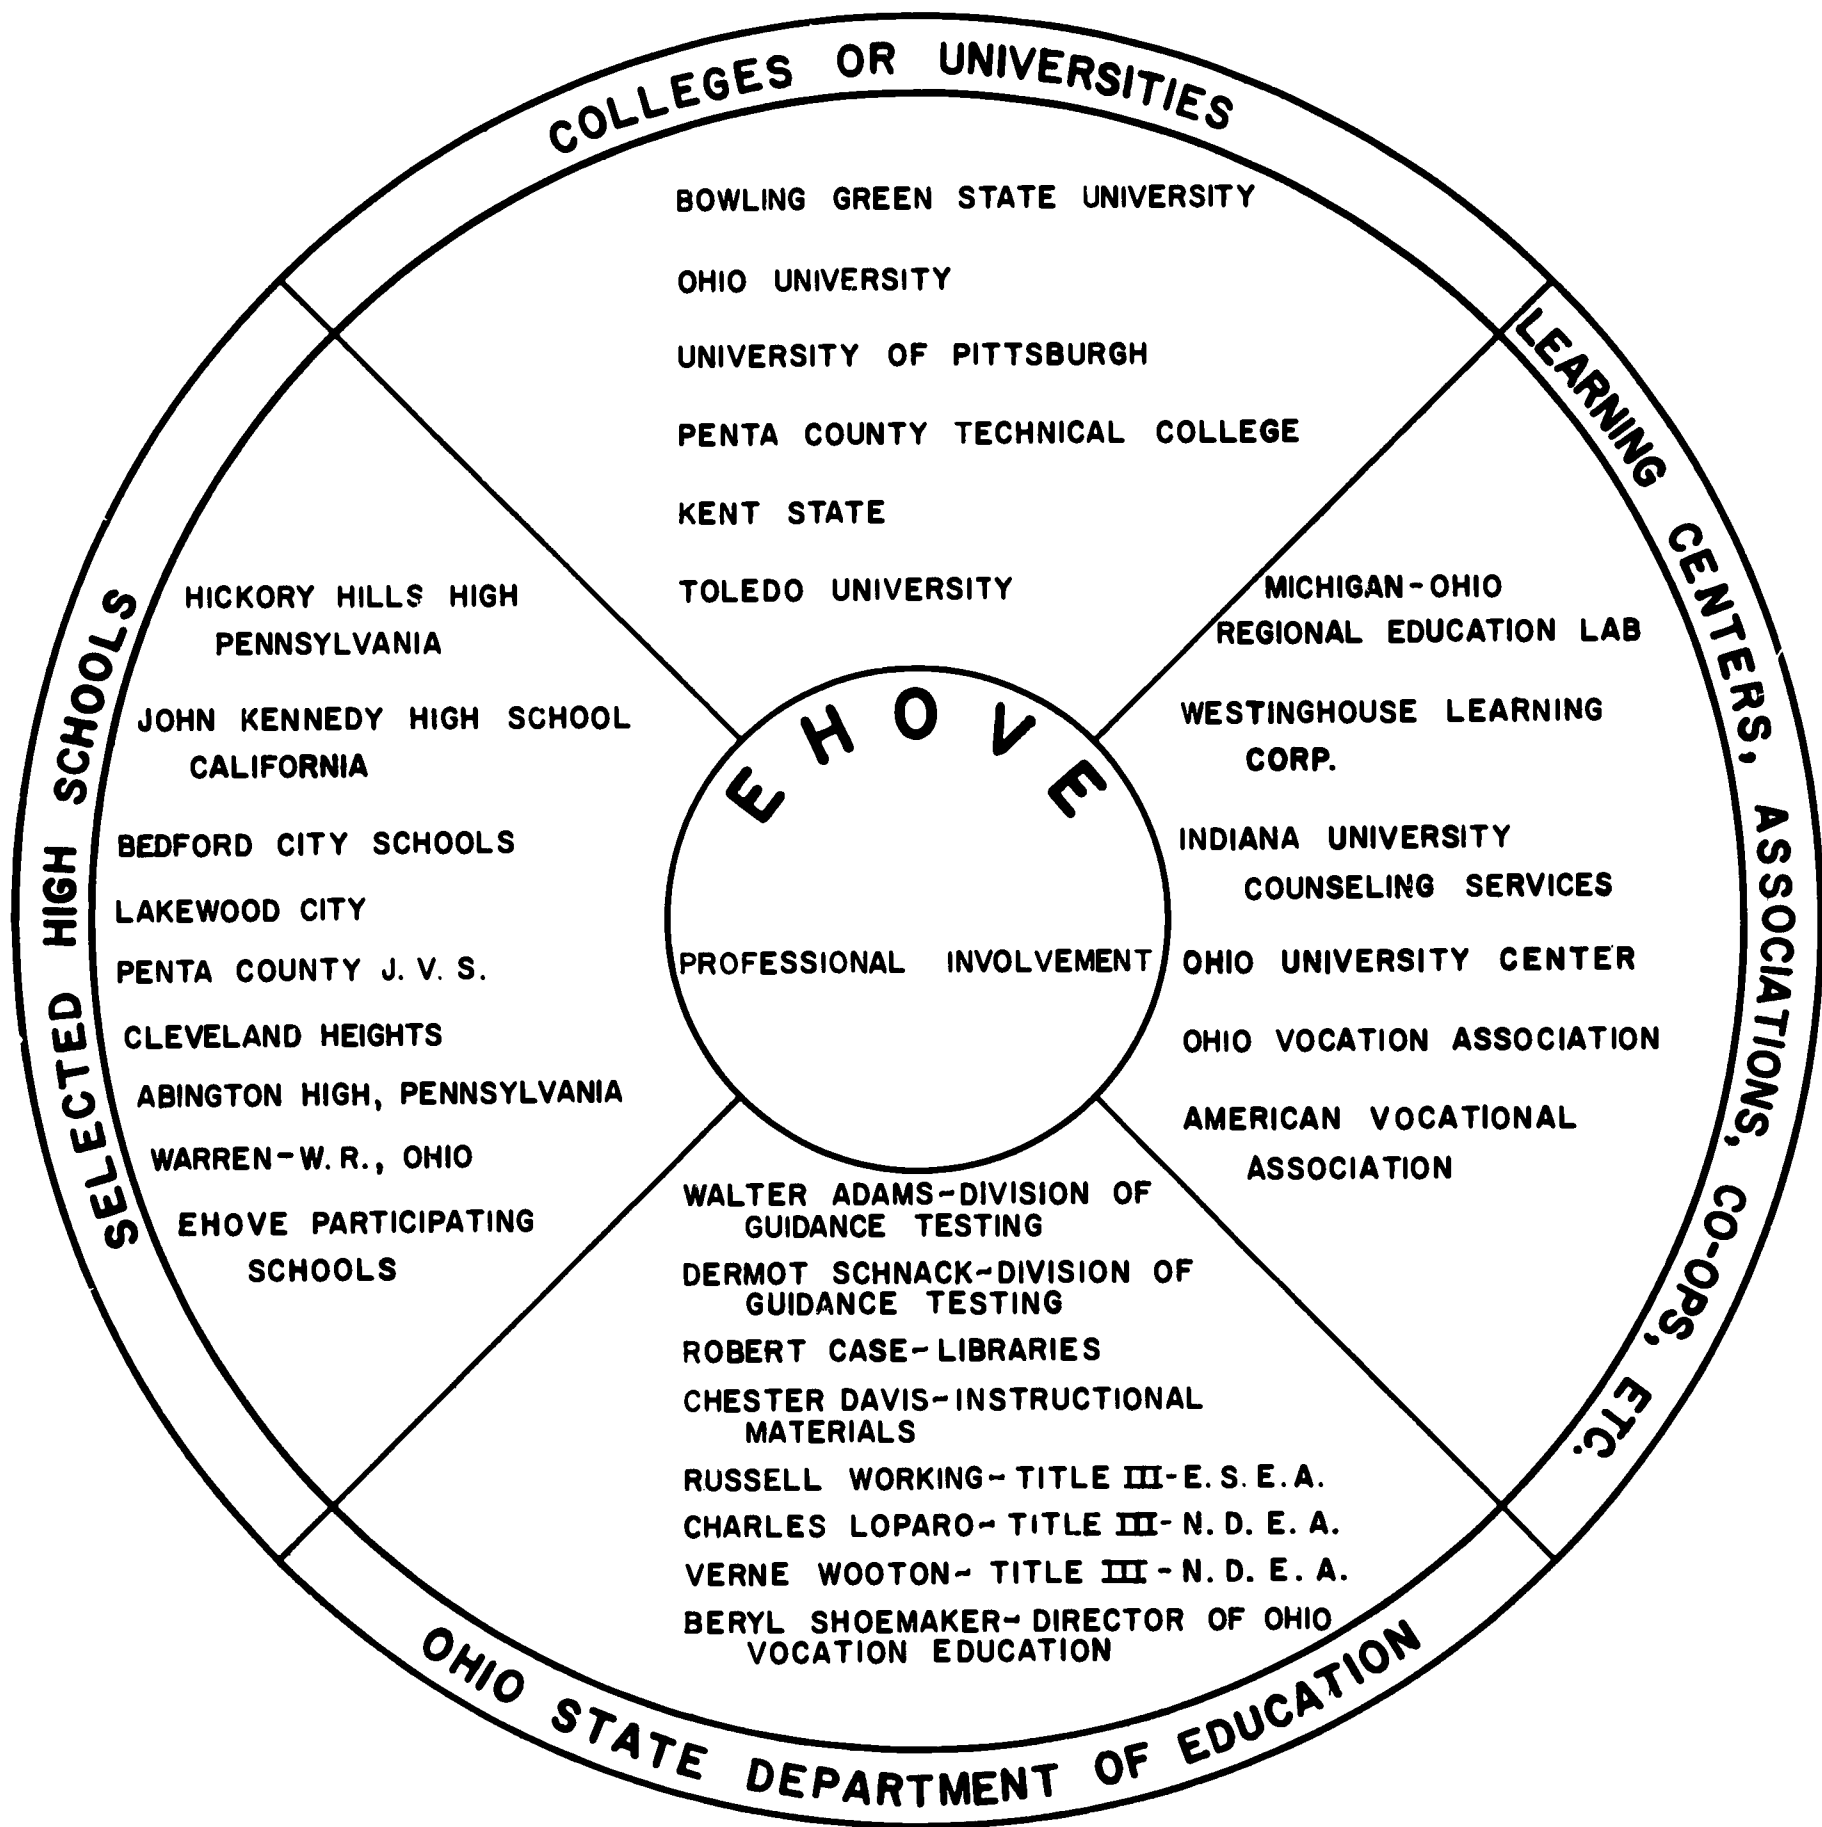 COLLEGES OR UNIVERSITIES
BOWLING GREEN STATE UNIVERSITY
OHIO UNIVERSITY
UNIVERSITY OF PITTSBURGH
PENTA COUNTY TECHNICAL COLLEGE
KENT STATE
TOLEDO UNIVERSITY
LEARNING CENTERS, ASSOCIATIONS, CO-OPS, ETC.
MICHIGAN-OHIO
REGIONAL EDUCATION LAB
WESTINGHOUSE LEARNING
CORP.
INDIANA UNIVERSITY
COUNSELING SERVICES
OHIO UNIVERSITY CENTER
OHIO VOCATION ASSOCIATION
AMERICAN VOCATIONAL
ASSOCIATION
SELECTED HIGH SCHOOLS
HICKORY HILLS HIGH
PENNSYLVANIA
JOHN KENNEDY HIGH SCHOOL
CALIFORNIA
BEDFORD CITY SCHOOLS
LAKEWOOD CITY
PENTA COUNTY J. V. S.
CLEVELAND HEIGHTS
ABINGTON HIGH, PENNSYLVANIA
WARREN-W. R., OHIO
EHOVE PARTICIPATING
SCHOOLS
EHOVE
PROFESSIONAL INVOLVEMENT
WALTER ADAMS-DIVISION OF
GUIDANCE TESTING
DERMOT SCHNACK-DIVISION OF
GUIDANCE TESTING
ROBERT CASE-LIBRARIES
CHESTER DAVIS-INSTRUCTIONAL
MATERIALS
RUSSELL WORKING-TITLE III-E. S. E. A.
CHARLES LOPARO-TITLE III-N. D. E. A.
VERNE WOOTON-TITLE III-N. D. E. A.
BERYL SHOEMAKER-DIRECTOR OF OHIO
VOCATION EDUCATION
OHIO STATE DEPARTMENT OF EDUCATION